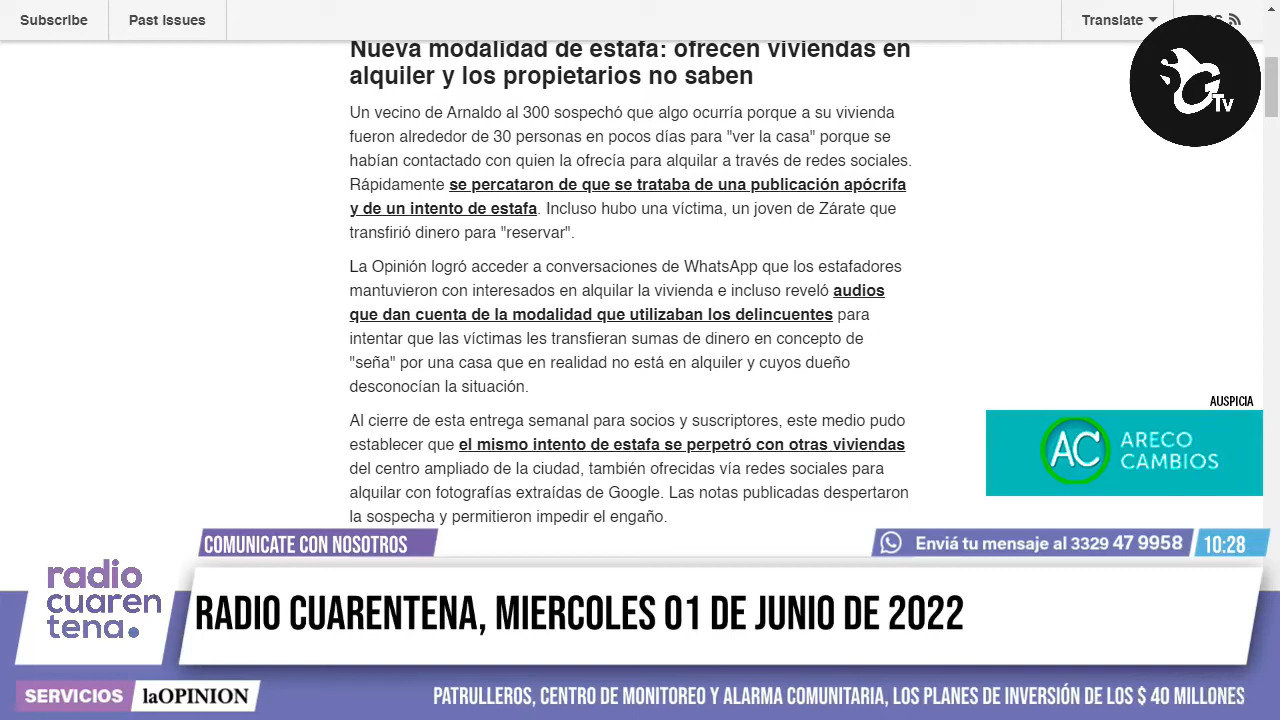 Subscribe
Past Issues
Translate
Nueva modalidad de estafa: ofrecen viviendas en
alquiler y los propietarios no saben
Un vecino de Arnaldo al 300 sospechó que algo ocurría porque a su vivienda
fueron alrededor de 30 personas en pocos días para "ver la casa" porque se
habían contactado con quien la ofrecía para alquilar a través de redes sociales.
Rápidamente se percataron de que se trataba de una publicación apócrifa
y de un intento de estafa. Incluso hubo una víctima, un joven de Zárate que
transfirió dinero para "reservar".
La Opinión logró acceder a conversaciones de WhatsApp que los estafadores
mantuvieron con interesados en alquilar la vivienda e incluso reveló audios
que dan cuenta de la modalidad que utilizaban los delincuentes para
intentar que las víctimas les transfieran sumas de dinero en concepto de
"seña" por una casa que en realidad no está en alquiler y cuyos dueño
desconocían la situación.
Al cierre de esta entrega semanal para socios y suscriptores, este medio pudo
establecer que el mismo intento de estafa se perpetró con otras viviendas
del centro ampliado de la ciudad, también ofrecidas vía redes sociales para
alquilar con fotografías extraídas de Google. Las notas publicadas despertaron
la sospecha y permitieron impedir el engaño.
G TV
AUSPICIA
AC ARECO
CAMBIOS
COMUNICATE CON NOSOTROS
Enviá tu mensaje al 3329 47 9958
10:28
radio
cuaren
tena.
RADIO CUARENTENA, MIERCOLES 01 DE JUNIO DE 2022
SERVICIOS
laOPINION
PATRULLEROS, CENTRO DE MONITOREO Y ALARMA COMUNITARIA, LOS PLANES DE INVERSIÓN DE LOS $ 40 MILLONES